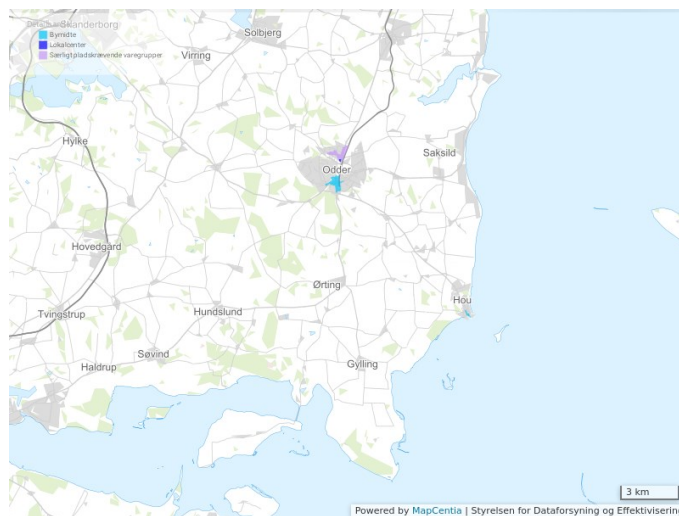 Skanderborg
Bymidte
Lokalcenter
Særligt pladskrævende varegrupper
Solbjerg
Virring
Hylke
Saksild
Odder
Hovedgård
Ørting
Hou
Hundslund
Tvingstrup
Søvind
Gylling
Haldrup
3 km
Powered by MapCentia | Styrelsen for Dataforsyning og Effektivisering